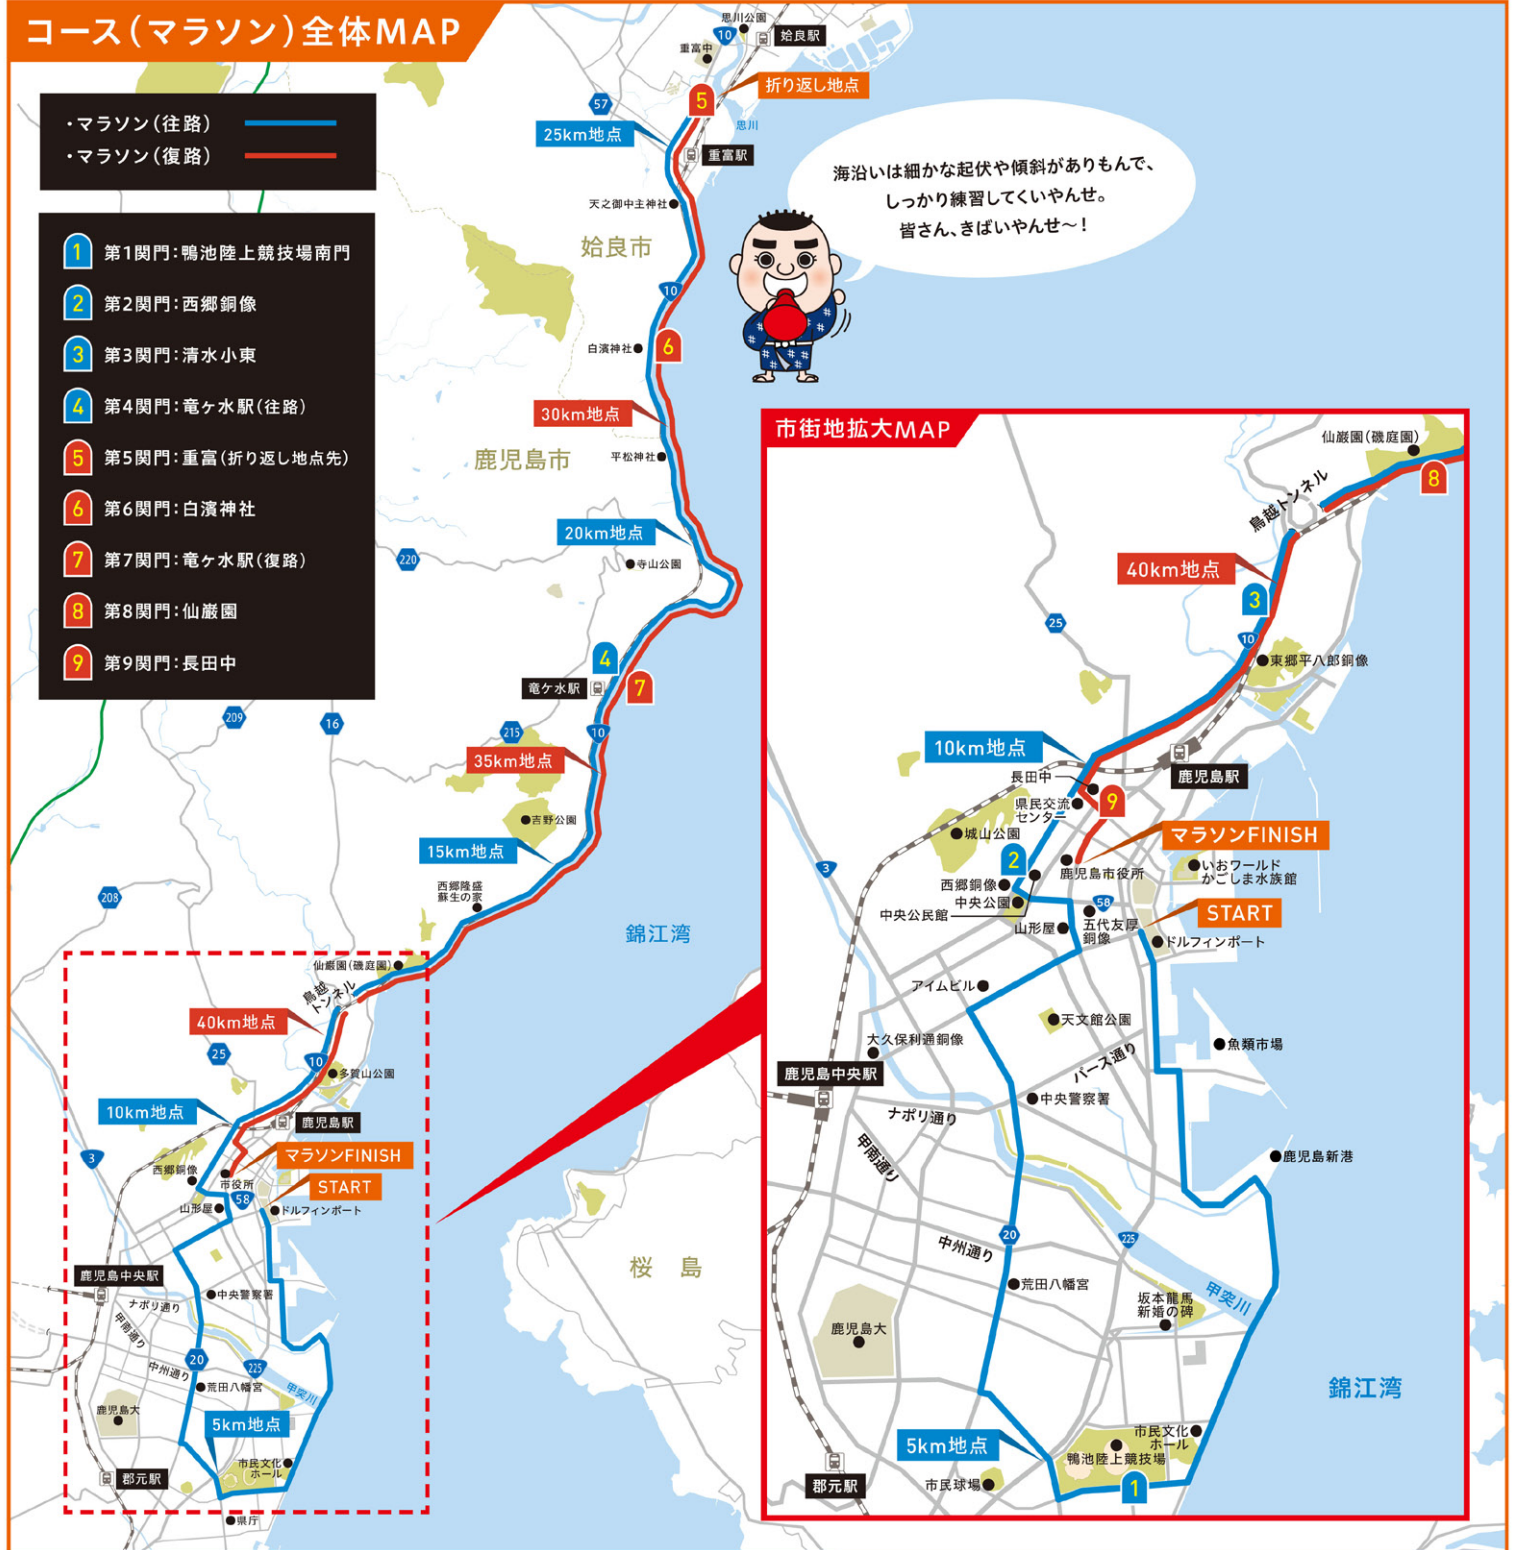 コース(マラソン)全体MAP
・マラソン(往路)
・マラソン(復路)
1 第1関門:鴨池陸上競技場南門
2 第2関門:西郷銅像
3 第3関門:清水小東
4 第4関門:竜ヶ水駅(往路)
5 第5関門:重富(折り返し地点先)
6 第6関門:白濱神社
7 第7関門:竜ヶ水駅(復路)
8 第8関門:仙巌園
9 第9関門:長田中
思川公園
10
姶良駅
重富中
折り返し地点
5
57
25km地点
思川
重富駅
天之御中主神社
姶良市
10
白濱神社
6
30km地点
鹿児島市
平松神社
20km地点
220
寺山公園
4
竜ケ水駅
7
209
16
215
10
35km地点
吉野公園
15km地点
208
西郷隆盛
蘇生の家
錦江湾
仙巌園(磯庭園)
鳥越
トンネル
40km地点
25
10
多賀山公園
10km地点
鹿児島駅
3
マラソンFINISH
西郷銅像
市役所
START
58
山形屋
ドルフィンポート
鹿児島中央駅
中央警察署
ナポリ通り
甲南通り
中州通り
20
225
荒田八幡宮
甲突川
鹿児島大
5km地点
市民文化
ホール
郡元駅
県庁
桜島
海沿いは細かな起伏や傾斜がありもんで、
しっかり練習してくいやんせ。
皆さん、きばいやんせ～!
市街地拡大MAP
仙巌園(磯庭園)
8
鳥越トンネル
40km地点
3
25
10
東郷平八郎銅像
10km地点
鹿児島駅
長田中
9
県民交流
センター
マラソンFINISH
城山公園
2
鹿児島市役所
いおワールド
かごしま水族館
西郷銅像
中央公園
58
START
中央公民館
山形屋
五代友厚
銅像
ドルフィンポート
3
アイムビル
天文館公園
大久保利通銅像
魚類市場
パース通り
鹿児島中央駅
中央警察署
ナポリ通り
甲南通り
鹿児島新港
中州通り
20
225
荒田八幡宮
甲突川
坂本龍馬
新婚の碑
鹿児島大
錦江湾
5km地点
市民文化
ホール
鴨池陸上競技場
郡元駅
市民球場
1